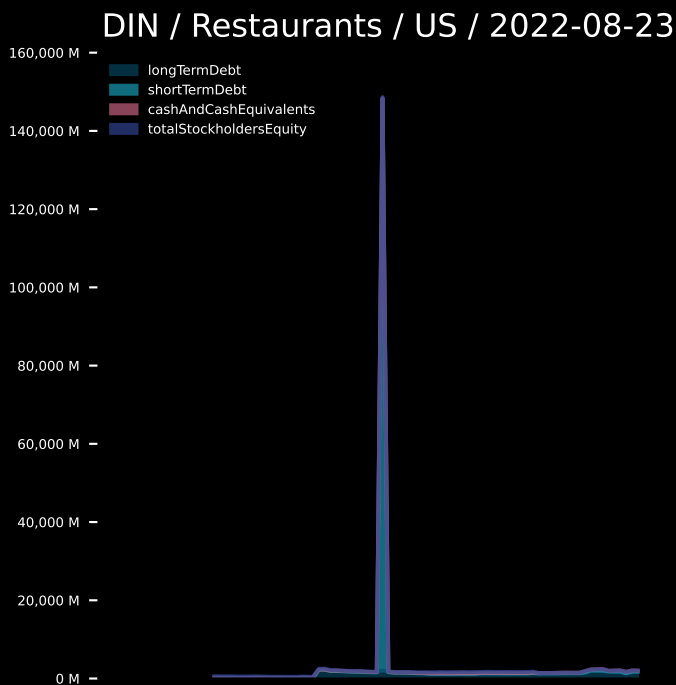 DIN / Restaurants / US / 2022-08-23
160,000 M
longTermDebt
shortTermDebt
cashAndCashEquivalents
totalStockholdersEquity
140,000 M
120,000 M
100,000 M
80,000 M
60,000 M
40,000 M
20,000 M
0 M